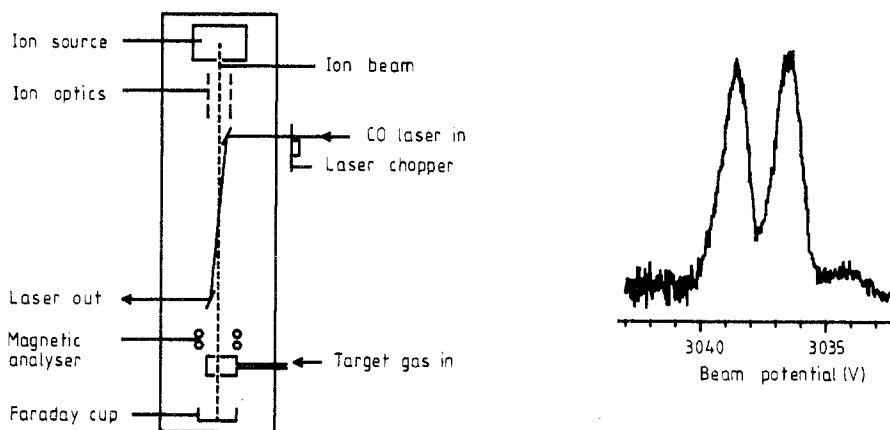 Ion source
Ion beam
Ion optics
CO laser in
Laser chopper
Laser out
Magnetic
analyser
Target gas in
Faraday cup
3040
3035
Beam potential (V)